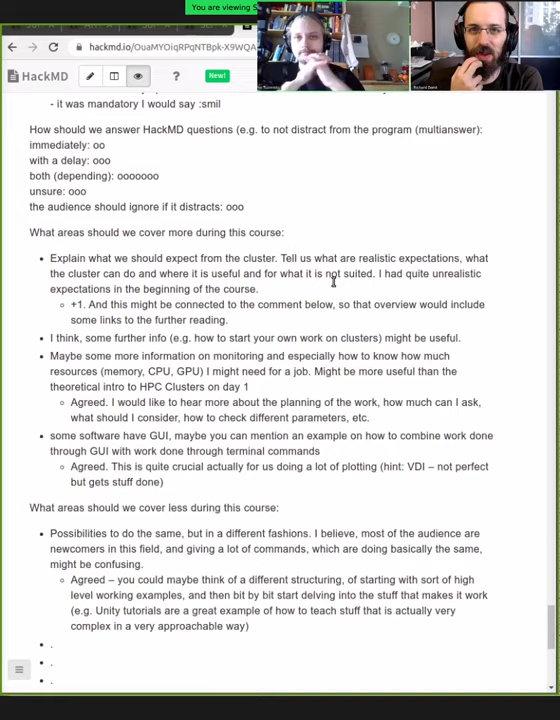 You are viewing S
hackmd.io/OuaMYOiqRPqNTBpk-X9WQA
HackMD
?
New!
Richard Darst
- it was mandatory I would say :smil
How should we answer HackMD questions (e.g. to not distract from the program (multianswer):
immediately: oo
with a delay: ooo
both (depending): ooooooo
unsure: ooo
the audience should ignore if it distracts: ooo
What areas should we cover more during this course:
• Explain what we should expect from the cluster. Tell us what are realistic expectations, what
the cluster can do and where it is useful and for what it is not suited. I had quite unrealistic
expectations in the beginning of the course.
◦ +1. And this might be connected to the comment below, so that overview would include
some links to the further reading.
• I think, some further info (e.g. how to start your own work on clusters) might be useful.
• Maybe some more information on monitoring and especially how to know how much
resources (memory, CPU, GPU) I might need for a job. Might be more useful than the
theoretical intro to HPC Clusters on day 1
◦ Agreed. I would like to hear more about the planning of the work, how much can I ask,
what should I consider, how to check different parameters, etc.
• some software have GUI, maybe you can mention an example on how to combine work done
through GUI with work done through terminal commands
◦ Agreed. This is quite crucial actually for us doing a lot of plotting (hint: VDI – not perfect
but gets stuff done)
What areas should we cover less during this course:
• Possibilities to do the same, but in a different fashions. I believe, most of the audience are
newcomers in this field, and giving a lot of commands, which are doing basically the same,
might be confusing.
◦ Agreed – you could maybe think of a different structuring, of starting with sort of high
level working examples, and then bit by bit start delving into the stuff that makes it work
(e.g. Unity tutorials are a great example of how to teach stuff that is actually very
complex in a very approachable way)
• .
• .
• .